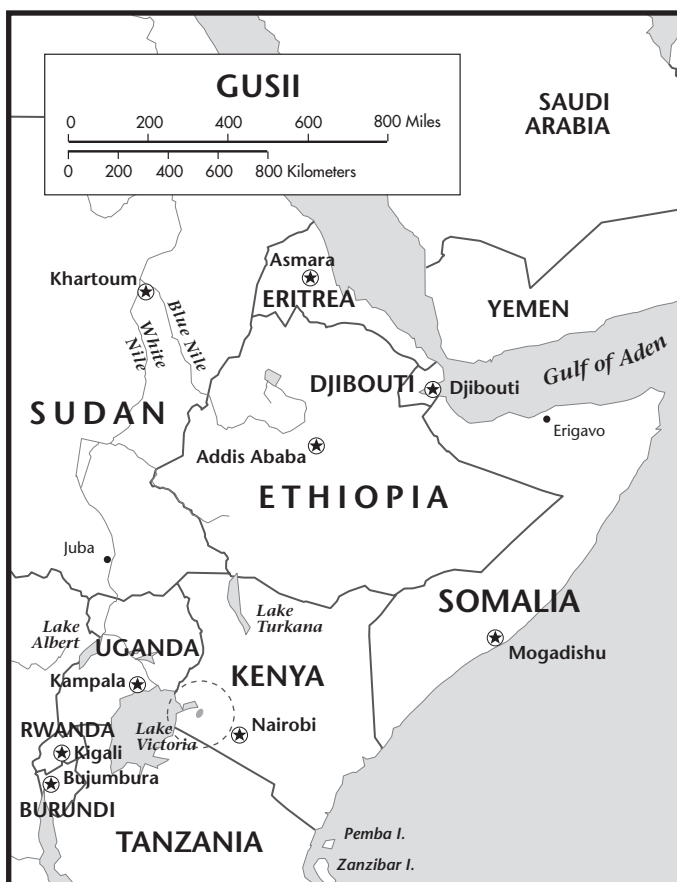 GUSII
0 200 400 600 800 Miles
0 200 400 600 800 Kilometers
SAUDI
ARABIA
Asmara
Khartoum
ERITREA
YEMEN
Blue Nile
White
Nile
Gulf of Aden
DJIBOUTI
Djibouti
SUDAN
Erigavo
Addis Ababa
ETHIOPIA
Juba
SOMALIA
Lake
Turkana
Lake
Albert
UGANDA
Mogadishu
KENYA
Kampala
Nairobi
Lake
Victoria
RWANDA
Kigali
Bujumbura
BURUNDI
TANZANIA
Pemba I.
Zanzibar I.